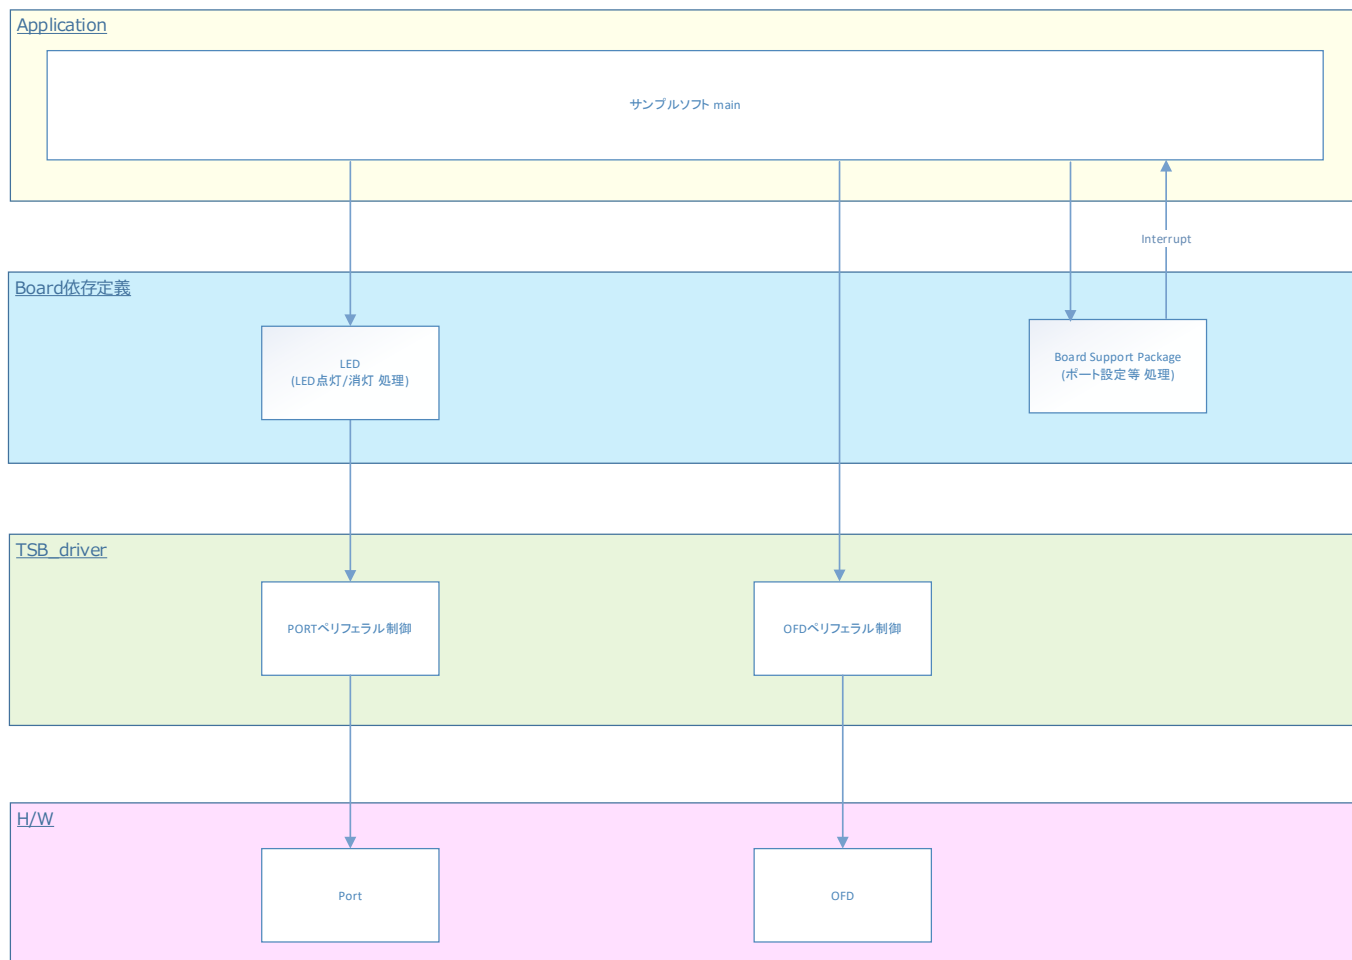 Application
サンプルソフト main
Interrupt
Board依存定義
LED
(LED点灯/消灯 処理)
Board Support Package
(ポート設定等 処理)
TSB_driver
PORTペリフェラル制御
OFDペリフェラル制御
H/W
Port
OFD